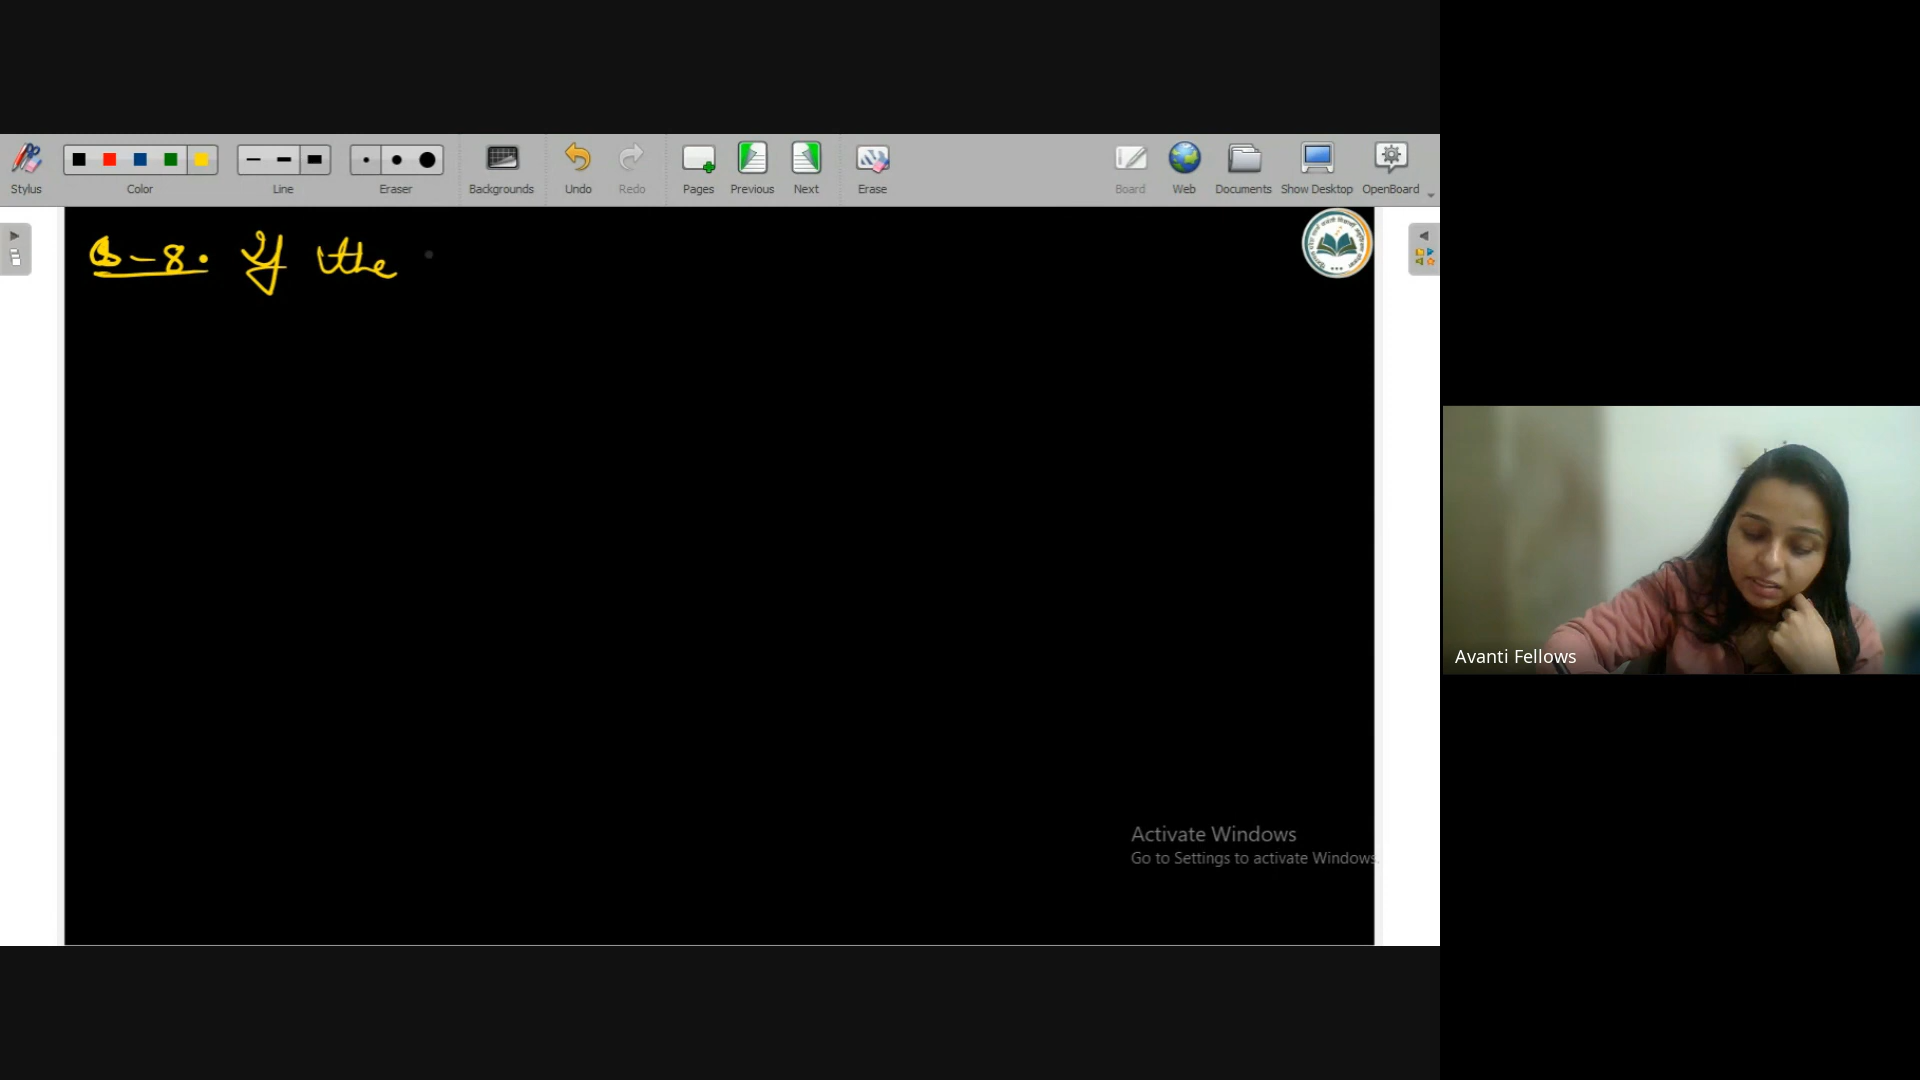 Stylus
Color
Line
Eraser
Backgrounds
Undo
Redo
Pages
Previous
Next
Erase
Board
Web
Documents
Show Desktop
OpenBoard
Q-8. If the
Activate Windows
Go to Settings to activate Windows.
Avanti Fellows